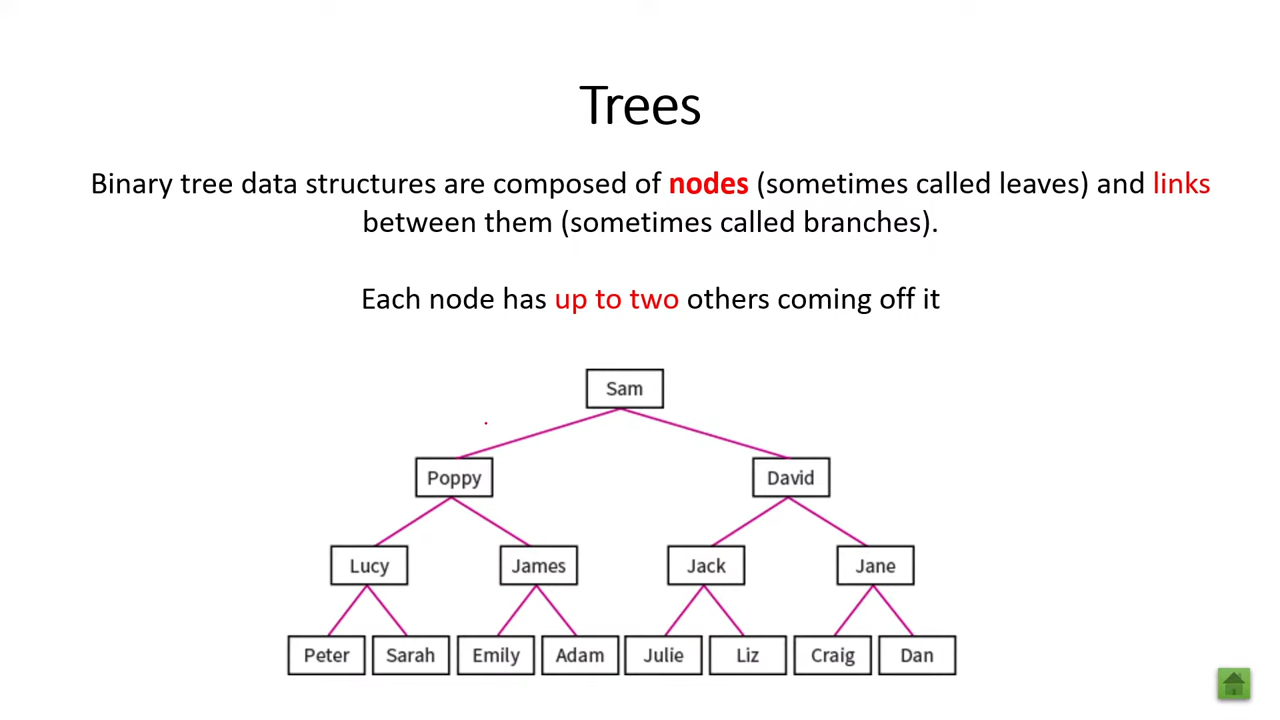 Trees
Binary tree data structures are composed of nodes (sometimes called leaves) and links
between them (sometimes called branches).
Each node has up to two others coming off it
Sam
Poppy David
Lucy James Jack Jane
Peter Sarah Emily Adam Julie Liz Craig Dan